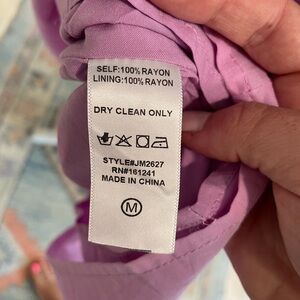 SELF:100% RAYON
LINING:100% RAYON
DRY CLEAN ONLY
STYLE#JM2627
RN#161241
MADE IN CHINA
M